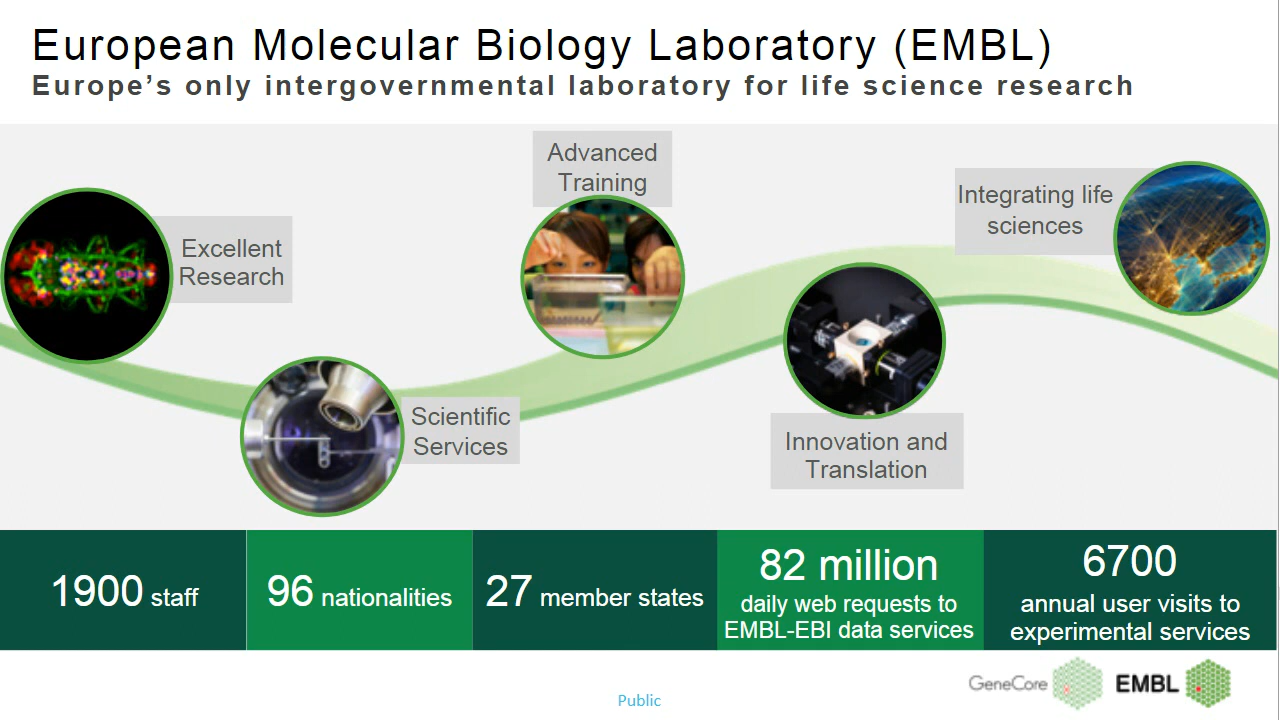 European Molecular Biology Laboratory (EMBL)
Europe’s only intergovernmental laboratory for life science research
Excellent
Research
Scientific
Services
Advanced
Training
Innovation and
Translation
Integrating life
sciences
1900 staff
96 nationalities
27 member states
82 million
daily web requests to
EMBL-EBI data services
6700
annual user visits to
experimental services
GeneCore
EMBL
Public